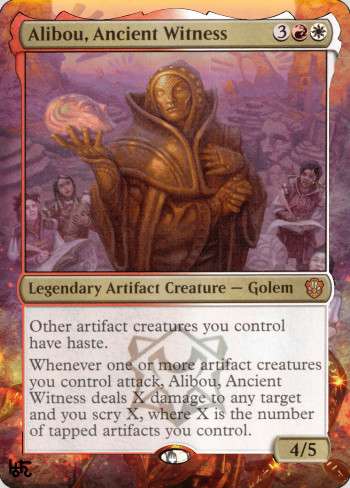 Alibou, Ancient Witness 3
Legendary Artifact Creature — Golem
Other artifact creatures you control
have haste.
Whenever one or more artifact creatures
you control attack, Alibou, Ancient
Witness deals X damage to any target
and you scry X, where X is the number
of tapped artifacts you control.
4/5